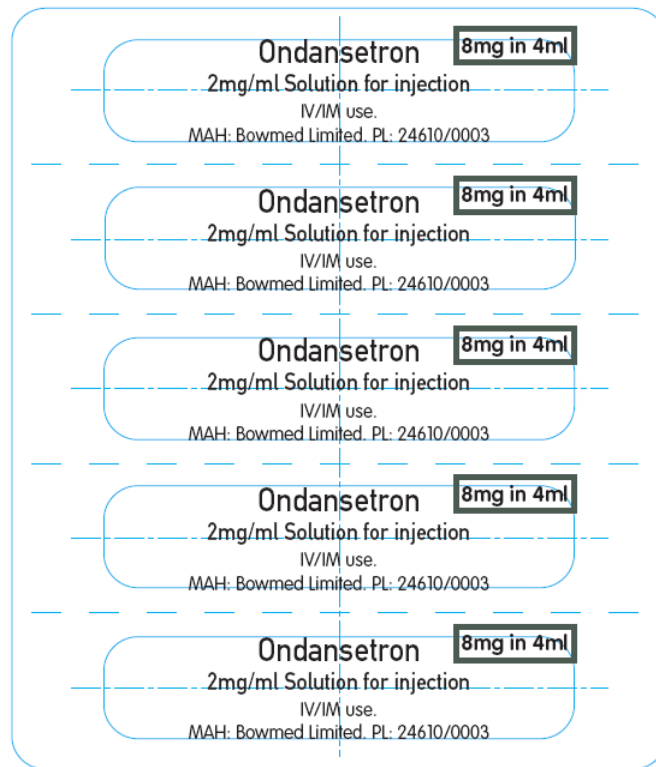 Ondansetron 8mg in 4ml
2mg/ml Solution for injection
IV/IM use.
MAH: Bowmed Limited. PL: 24610/0003
Ondansetron 8mg in 4ml
2mg/ml Solution for injection
IV/IM use.
MAH: Bowmed Limited. PL: 24610/0003
Ondansetron 8mg in 4ml
2mg/ml Solution for injection
IV/IM use.
MAH: Bowmed Limited. PL: 24610/0003
Ondansetron 8mg in 4ml
2mg/ml Solution for injection
IV/IM use.
MAH: Bowmed Limited. PL: 24610/0003
Ondansetron 8mg in 4ml
2mg/ml Solution for injection
IV/IM use.
MAH: Bowmed Limited. PL: 24610/0003